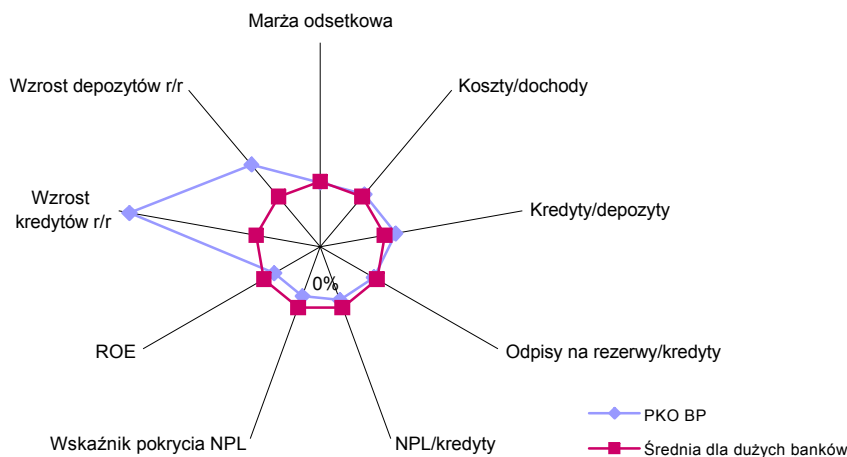 Marża odsetkowa
Wzrost depozytów r/r
Koszty/dochody
Wzrost
kredytów r/r
Kredyty/depozyty
0%
ROE
Odpisy na rezerwy/kredyty
Wskaźnik pokrycia NPL
NPL/kredyty
PKO BP
Średnia dla dużych banków